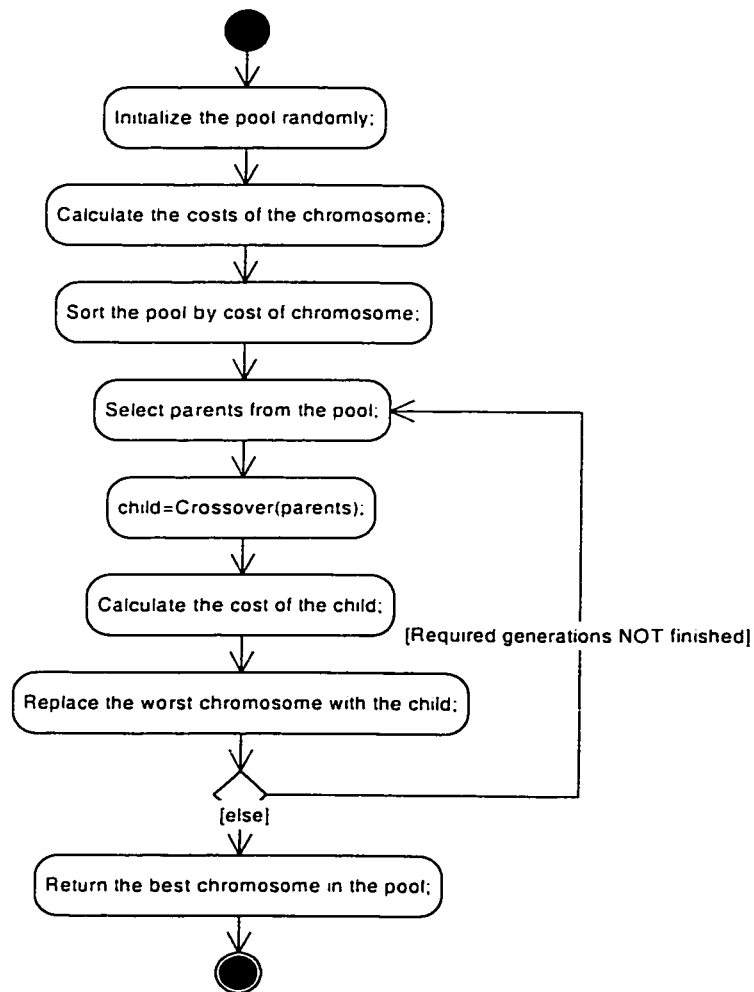 Initialize the pool randomly;
Calculate the costs of the chromosome;
Sort the pool by cost of chromosome;
Select parents from the pool;
child=Crossover(parents);
Calculate the cost of the child;
[Required generations NOT finished]
Replace the worst chromosome with the child;
[else]
Return the best chromosome in the pool;